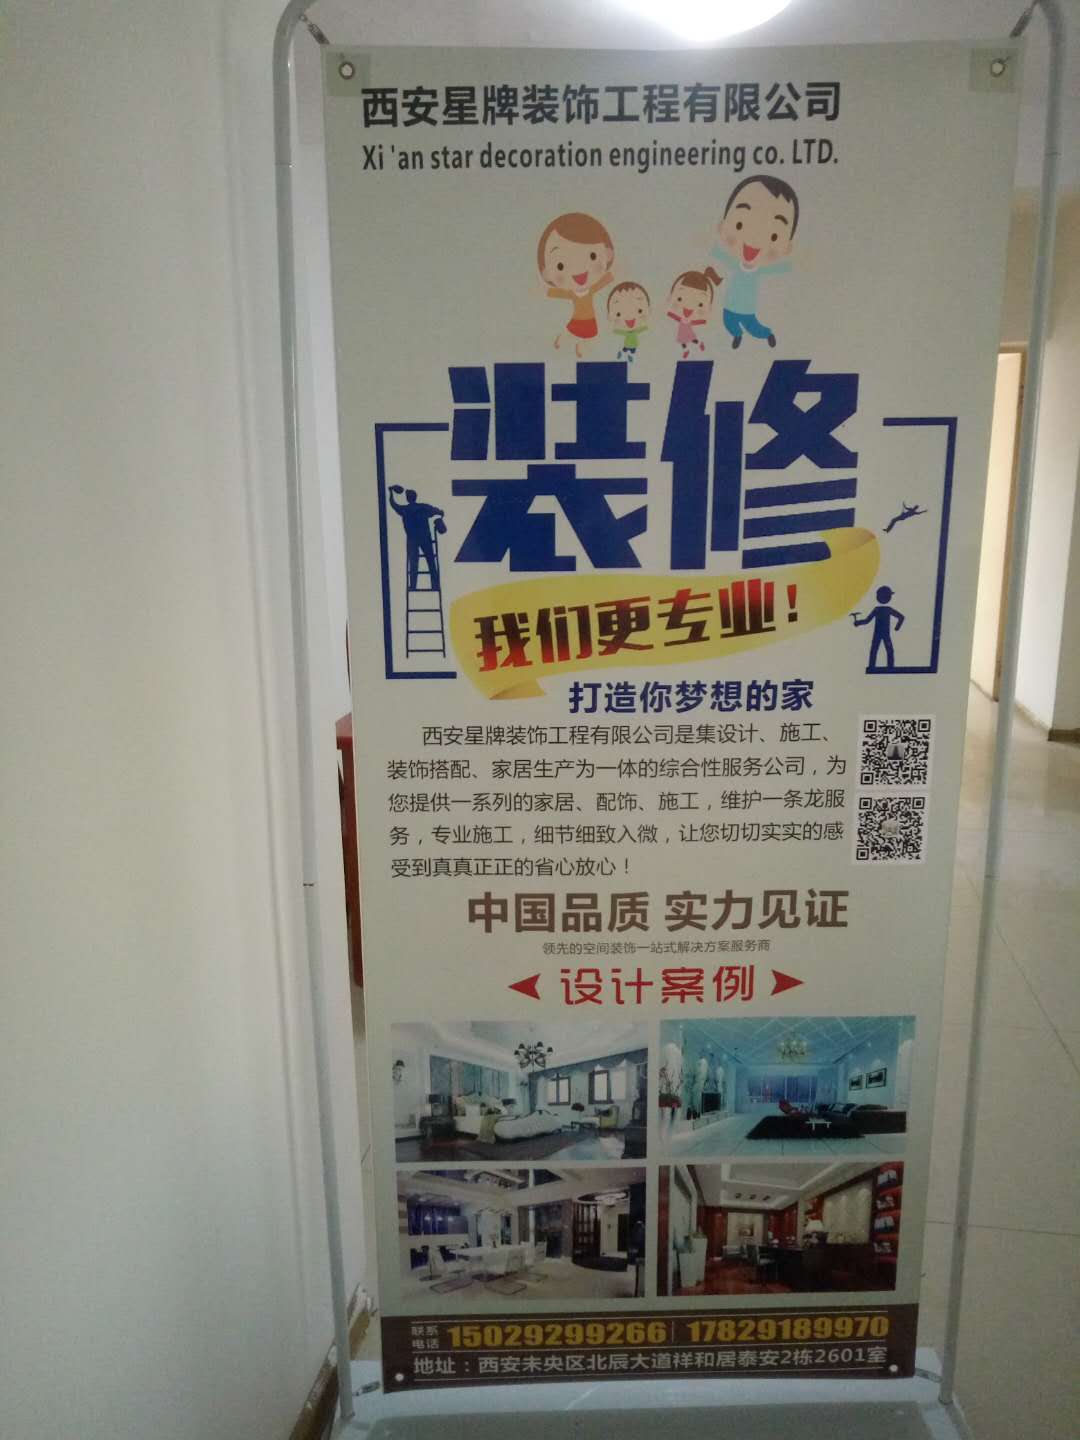 西安星牌装饰工程有限公司
Xi 'an star decoration engineering co. LTD.
装修
我们更专业!
打造你梦想的家
西安星牌装饰工程有限公司是集设计、施工、
装饰搭配、家居生产为一体的综合性服务公司，为
您提供一系列的家居、配饰、施工，维护一条龙服
务，专业施工，细节细致入微，让您切切实实的感
受到真真正正的省心放心！
中国品质 实力见证
领先的空间装饰一站式解决方案服务商
设计案例
联系电话 15029299266 17829189970
地址：西安未央区北辰大道祥和居泰安2栋2601室